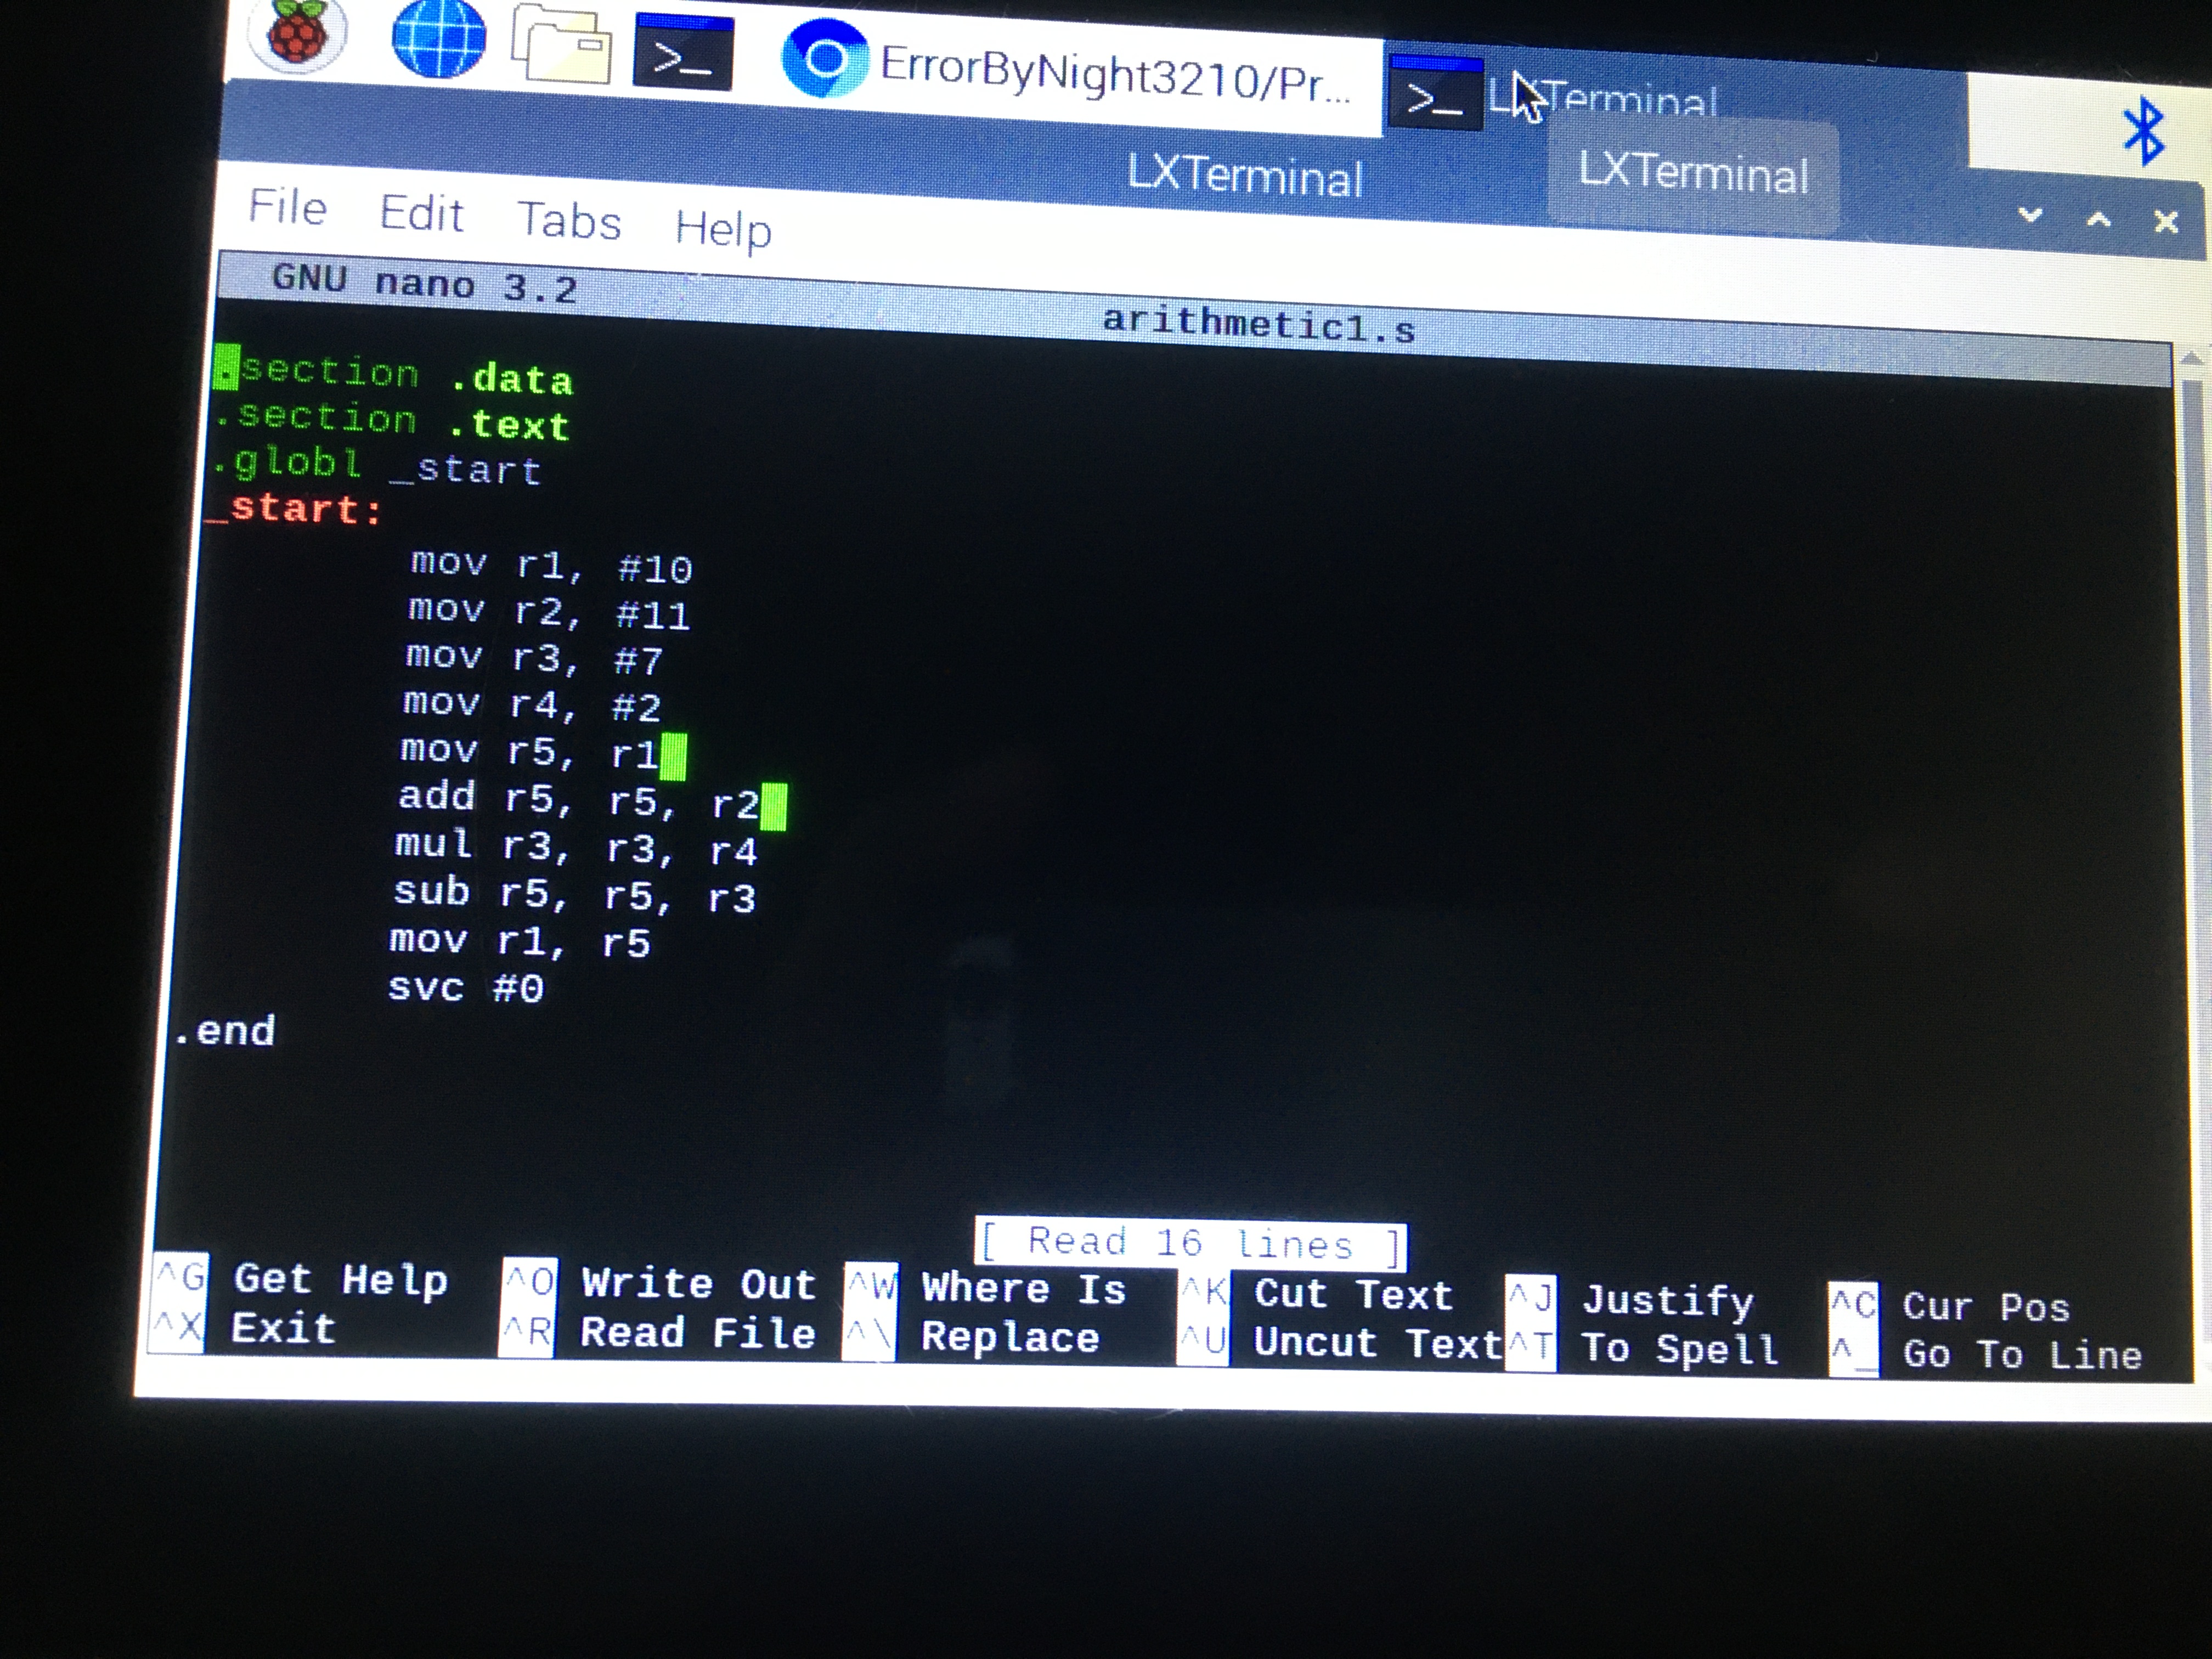 >_ ErrorByNight3210/Pr... >_ LXTerminal
LXTerminal LXTerminal
File Edit Tabs Help
GNU nano 3.2 arithmetic1.s
.section .data
.section .text
.globl _start
_start:
mov r1, #10
mov r2, #11
mov r3, #7
mov r4, #2
mov r5, r1
add r5, r5, r2
mul r3, r3, r4
sub r5, r5, r3
mov r1, r5
svc #0
.end
[ Read 16 lines ]
^G Get Help ^O Write Out ^W Where Is ^K Cut Text ^J Justify ^C Cur Pos
^X Exit ^R Read File ^\ Replace ^U Uncut Text ^T To Spell ^_ Go To Line